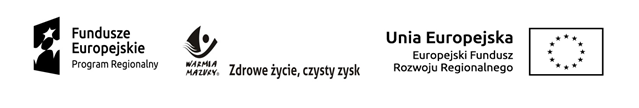 Fundusze
Europejskie
Program Regionalny
WARMIA
MAZURY
Zdrowe życie, czysty zysk
Unia Europejska
Europejski Fundusz
Rozwoju Regionalnego